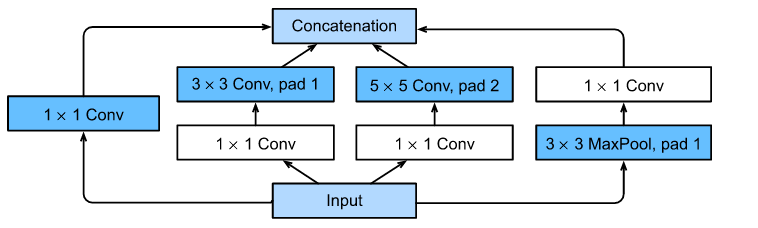 Concatenation
3 × 3 Conv, pad 1
5 × 5 Conv, pad 2
1 × 1 Conv
1 × 1 Conv
1 × 1 Conv
1 × 1 Conv
3 × 3 MaxPool, pad 1
Input